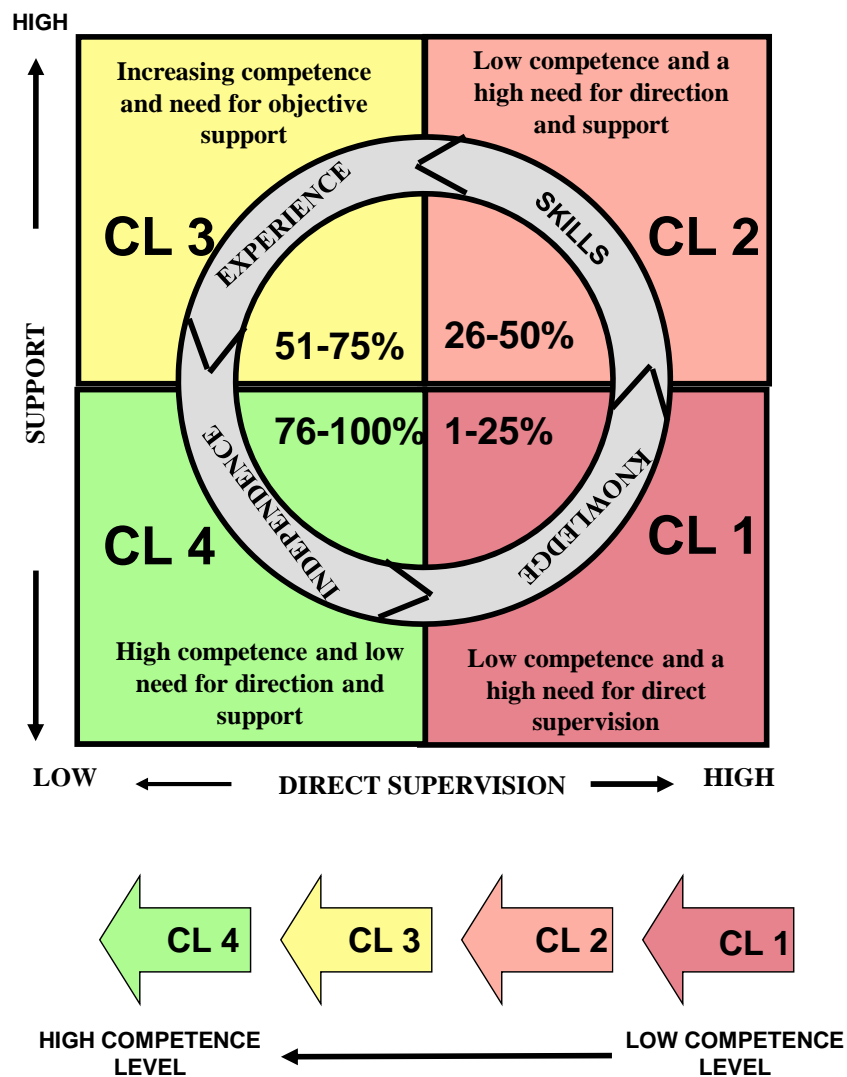 HIGH
Increasing competence
and need for objective
support
Low competence and a
high need for direction
and support
EXPERIENCE
SKILLS
CL 3
CL 2
51-75%
26-50%
SUPPORT
76-100%
1-25%
INDEPENDENCE
KNOWLEDGE
CL 4
CL 1
High competence and low
need for direction and
support
Low competence and a
high need for direct
supervision
LOW
DIRECT SUPERVISION
HIGH
CL 4
CL 3
CL 2
CL 1
HIGH COMPETENCE
LEVEL
LOW COMPETENCE
LEVEL